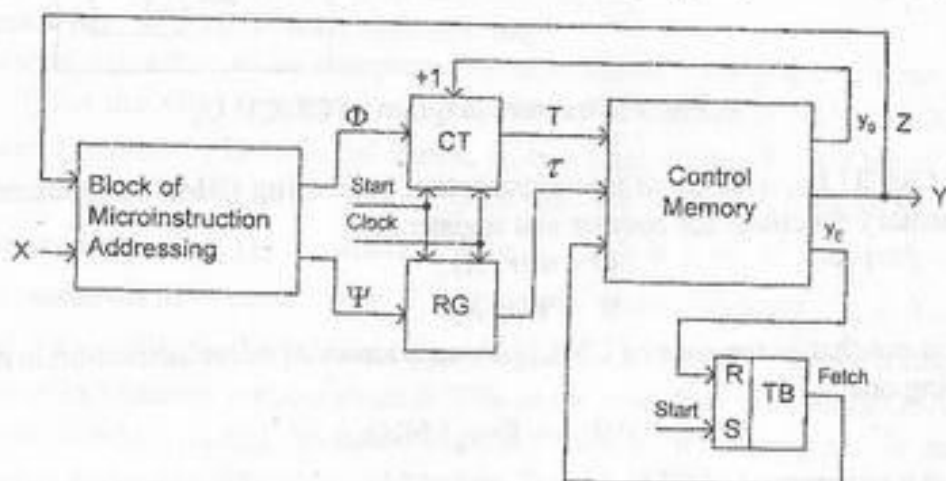 +1
Φ
CT
T
y₀
Z
τ
Block of
Microinstruction
Addressing
Start
Clock
Control
Memory
Y
X
y_E
Ψ
RG
R
TB
Fetch
Start
S